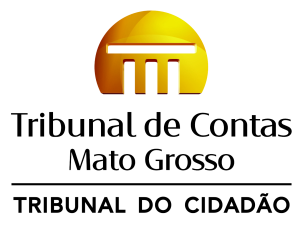 Tribunal de Contas
Mato Grosso
TRIBUNAL DO CIDADÃO